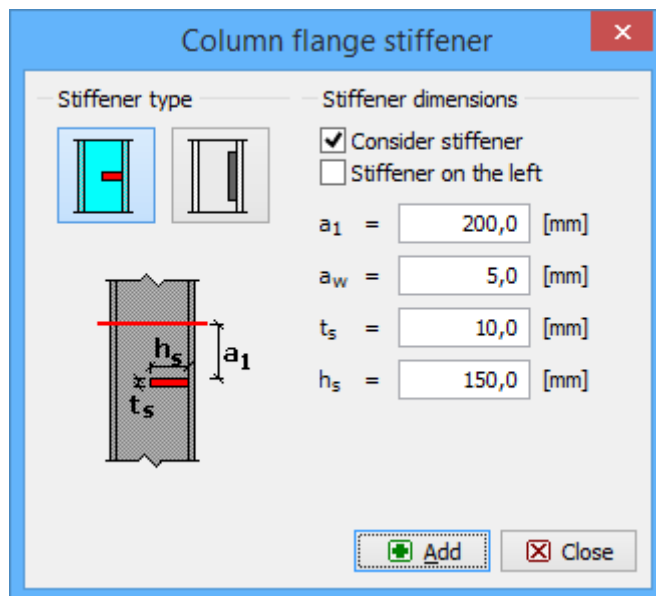 Column flange stiffener
Stiffener type
Stiffener dimensions
Consider stiffener
Stiffener on the left
a1 = 200,0 [mm]
aw = 5,0 [mm]
ts = 10,0 [mm]
hs = 150,0 [mm]
hs
a1
ts
Add
Close